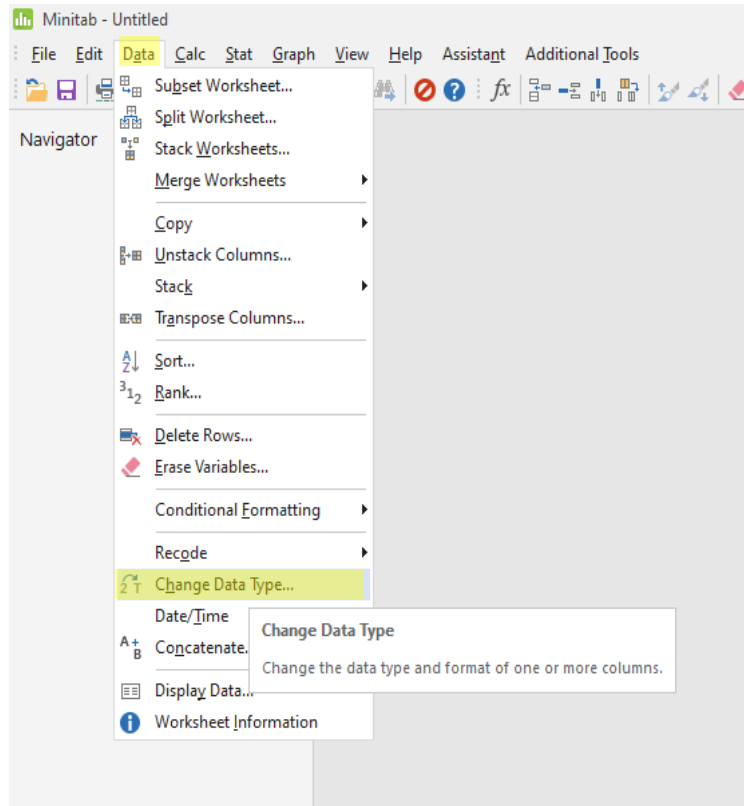 Minitab - Untitled
File Edit Data Calc Stat Graph View Help Assistant Additional Tools
fx
Navigator
Subset Worksheet...
Split Worksheet...
Stack Worksheets...
Merge Worksheets
Copy
Unstack Columns...
Stack
Transpose Columns...
Sort...
Rank...
Delete Rows...
Erase Variables...
Conditional Formatting
Recode
Change Data Type...
Date/Time
Concatenate.
Display Data...
Worksheet Information
Change Data Type
Change the data type and format of one or more columns.